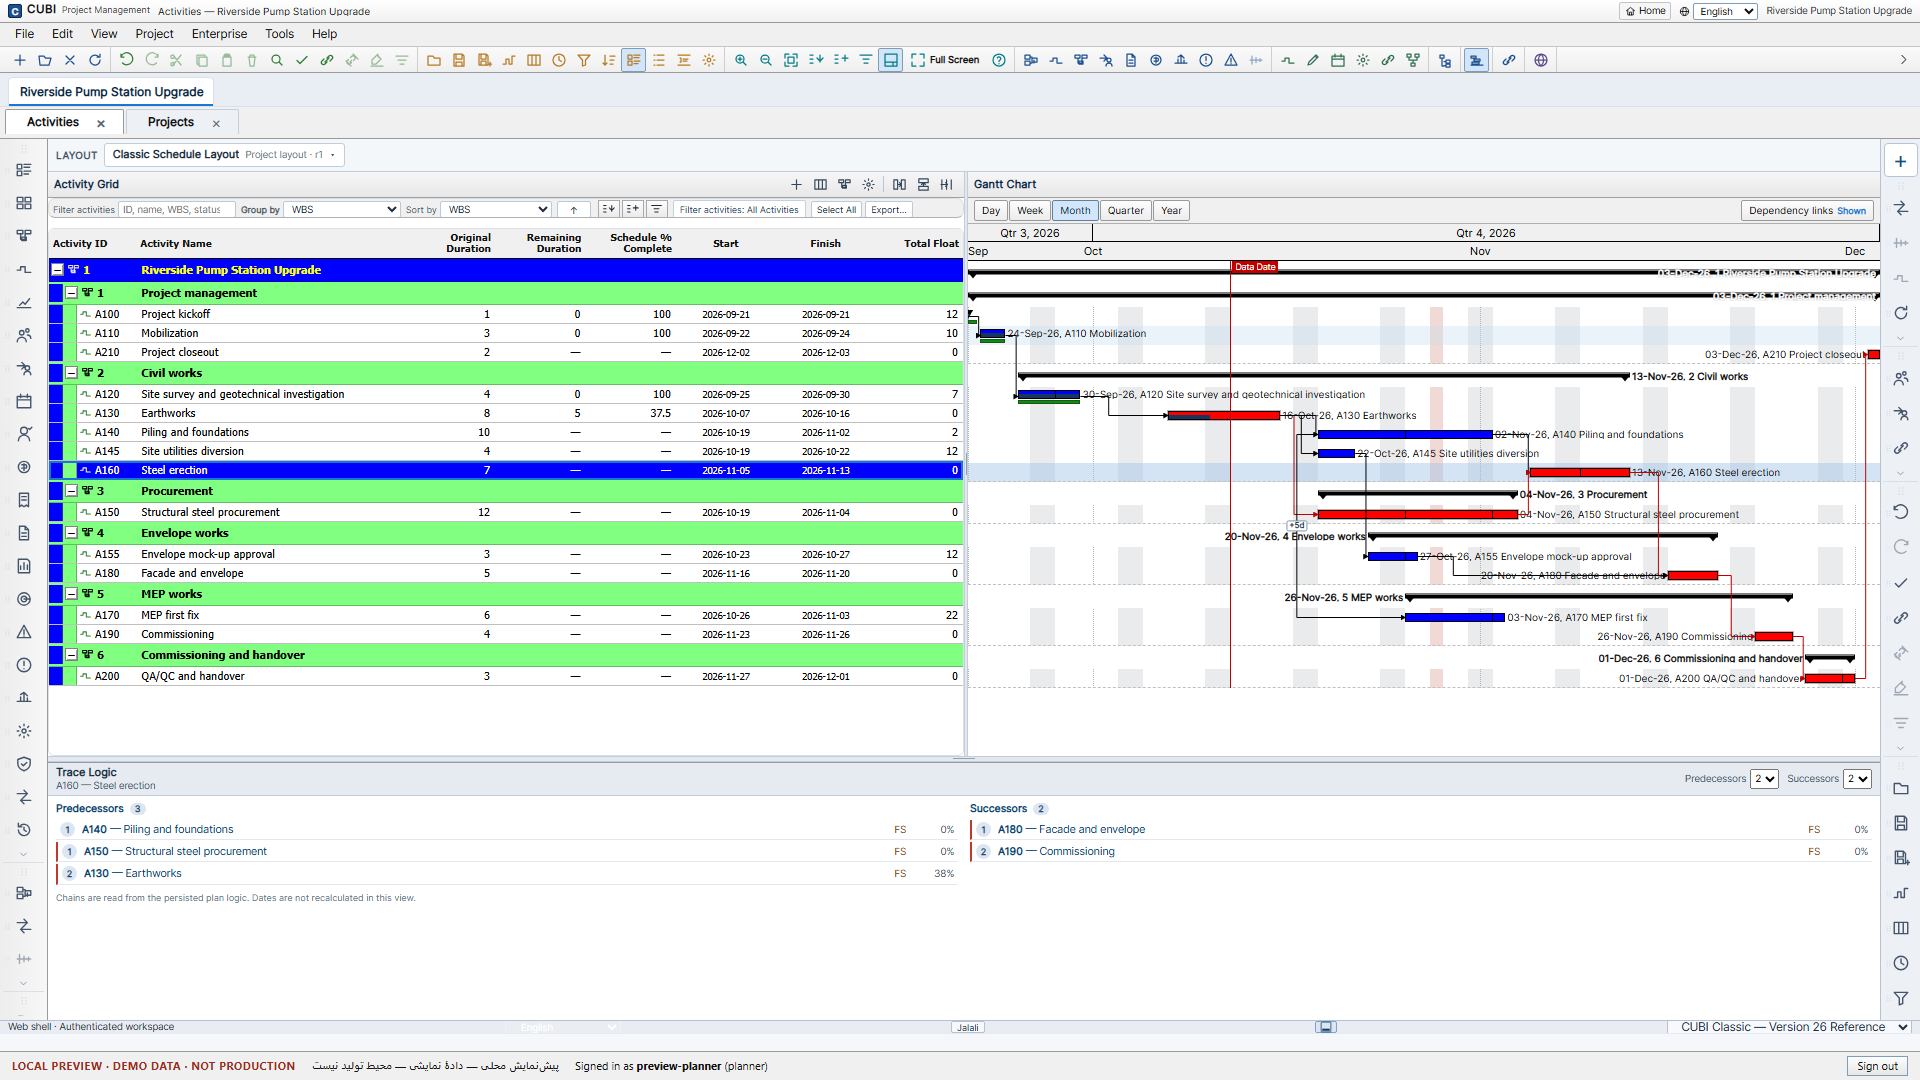 CUBI Project Management Activities — Riverside Pump Station Upgrade
Home English Riverside Pump Station Upgrade
File Edit View Project Enterprise Tools Help
Full Screen
Riverside Pump Station Upgrade
Activities Projects
LAYOUT Classic Schedule Layout Project layout · r1
Activity Grid
Filter activities ID, name, WBS, status Group by WBS Sort by WBS Filter activities: All Activities Select All Export...
Activity ID Activity Name Original Duration Remaining Duration Schedule % Complete Start Finish Total Float
1 Riverside Pump Station Upgrade
1 Project management
A100 Project kickoff 1 0 100 2026-09-21 2026-09-21 12
A110 Mobilization 3 0 100 2026-09-22 2026-09-24 10
A210 Project closeout 2 — — 2026-12-02 2026-12-03 0
2 Civil works
A120 Site survey and geotechnical investigation 4 0 100 2026-09-25 2026-09-30 7
A130 Earthworks 8 5 37.5 2026-10-07 2026-10-16 0
A140 Piling and foundations 10 — — 2026-10-19 2026-11-02 2
A145 Site utilities diversion 4 — — 2026-10-19 2026-10-22 12
A160 Steel erection 7 — — 2026-11-05 2026-11-13 0
3 Procurement
A150 Structural steel procurement 12 — — 2026-10-19 2026-11-04 0
4 Envelope works
A155 Envelope mock-up approval 3 — — 2026-10-23 2026-10-27 12
A180 Facade and envelope 5 — — 2026-11-16 2026-11-20 0
5 MEP works
A170 MEP first fix 6 — — 2026-10-26 2026-11-03 22
A190 Commissioning 4 — — 2026-11-23 2026-11-26 0
6 Commissioning and handover
A200 QA/QC and handover 3 — — 2026-11-27 2026-12-01 0
Gantt Chart
Day Week Month Quarter Year Dependency links Shown
Qtr 3, 2026 Qtr 4, 2026
Sep Oct Nov Dec
Data Date
03-Dec-26, 1 Riverside Pump Station Upgrade
03-Dec-26, 1 Project management
24-Sep-26, A110 Mobilization
03-Dec-26, A210 Project closeout
13-Nov-26, 2 Civil works
30-Sep-26, A120 Site survey and geotechnical investigation
16-Oct-26, A130 Earthworks
02-Nov-26, A140 Piling and foundations
22-Oct-26, A145 Site utilities diversion
13-Nov-26, A160 Steel erection
04-Nov-26, 3 Procurement
04-Nov-26, A150 Structural steel procurement
+5d
20-Nov-26, 4 Envelope works
27-Oct-26, A155 Envelope mock-up approval
20-Nov-26, A180 Facade and envelope
26-Nov-26, 5 MEP works
03-Nov-26, A170 MEP first fix
26-Nov-26, A190 Commissioning
01-Dec-26, 6 Commissioning and handover
01-Dec-26, A200 QA/QC and handover
Trace Logic
A160 — Steel erection
Predecessors 2 Successors 2
Predecessors 3
1 A140 — Piling and foundations FS 0%
1 A150 — Structural steel procurement FS 0%
2 A130 — Earthworks FS 38%
Chains are read from the persisted plan logic. Dates are not recalculated in this view.
Successors 2
1 A180 — Facade and envelope FS 0%
2 A190 — Commissioning FS 0%
Web shell · Authenticated workspace English Jalali CUBI Classic — Version 26 Reference
LOCAL PREVIEW · DEMO DATA · NOT PRODUCTION پیش‌نمایش محلی — دادهٔ نمایشی — محیط تولید نیست Signed in as preview-planner (planner) Sign out